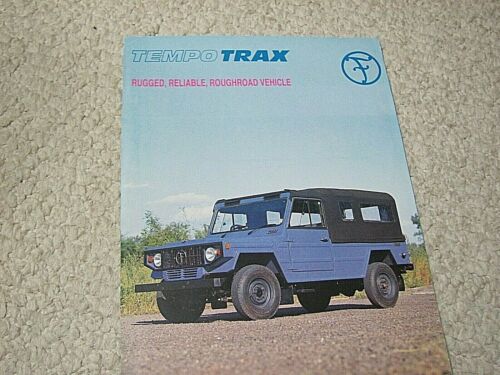 TEMPO TRAX
RUGGED, RELIABLE, ROUGHROAD VEHICLE